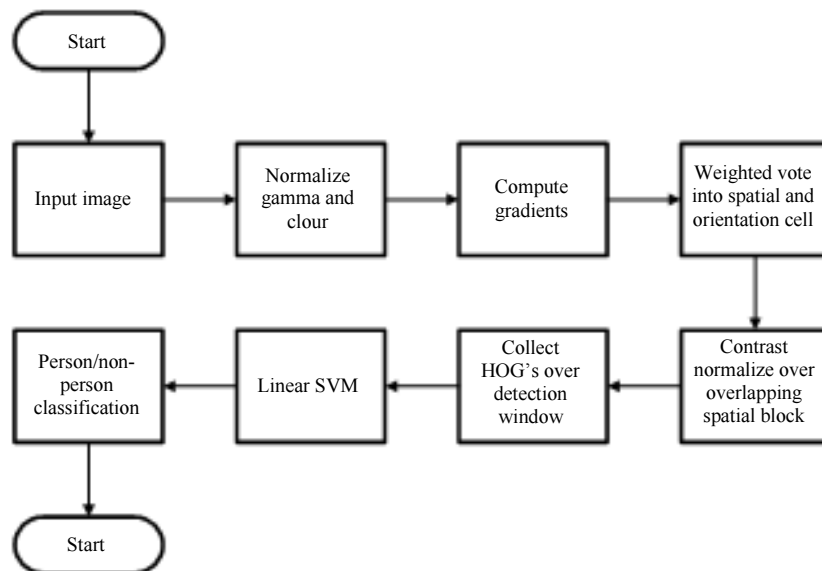 Start
Input image
Normalize
gamma and
clour
Compute
gradients
Weighted vote
into spatial and
orientation cell
Contrast
normalize over
overlapping
spatial block
Collect
HOG's over
detection
window
Linear SVM
Person/non-
person
classification
Start